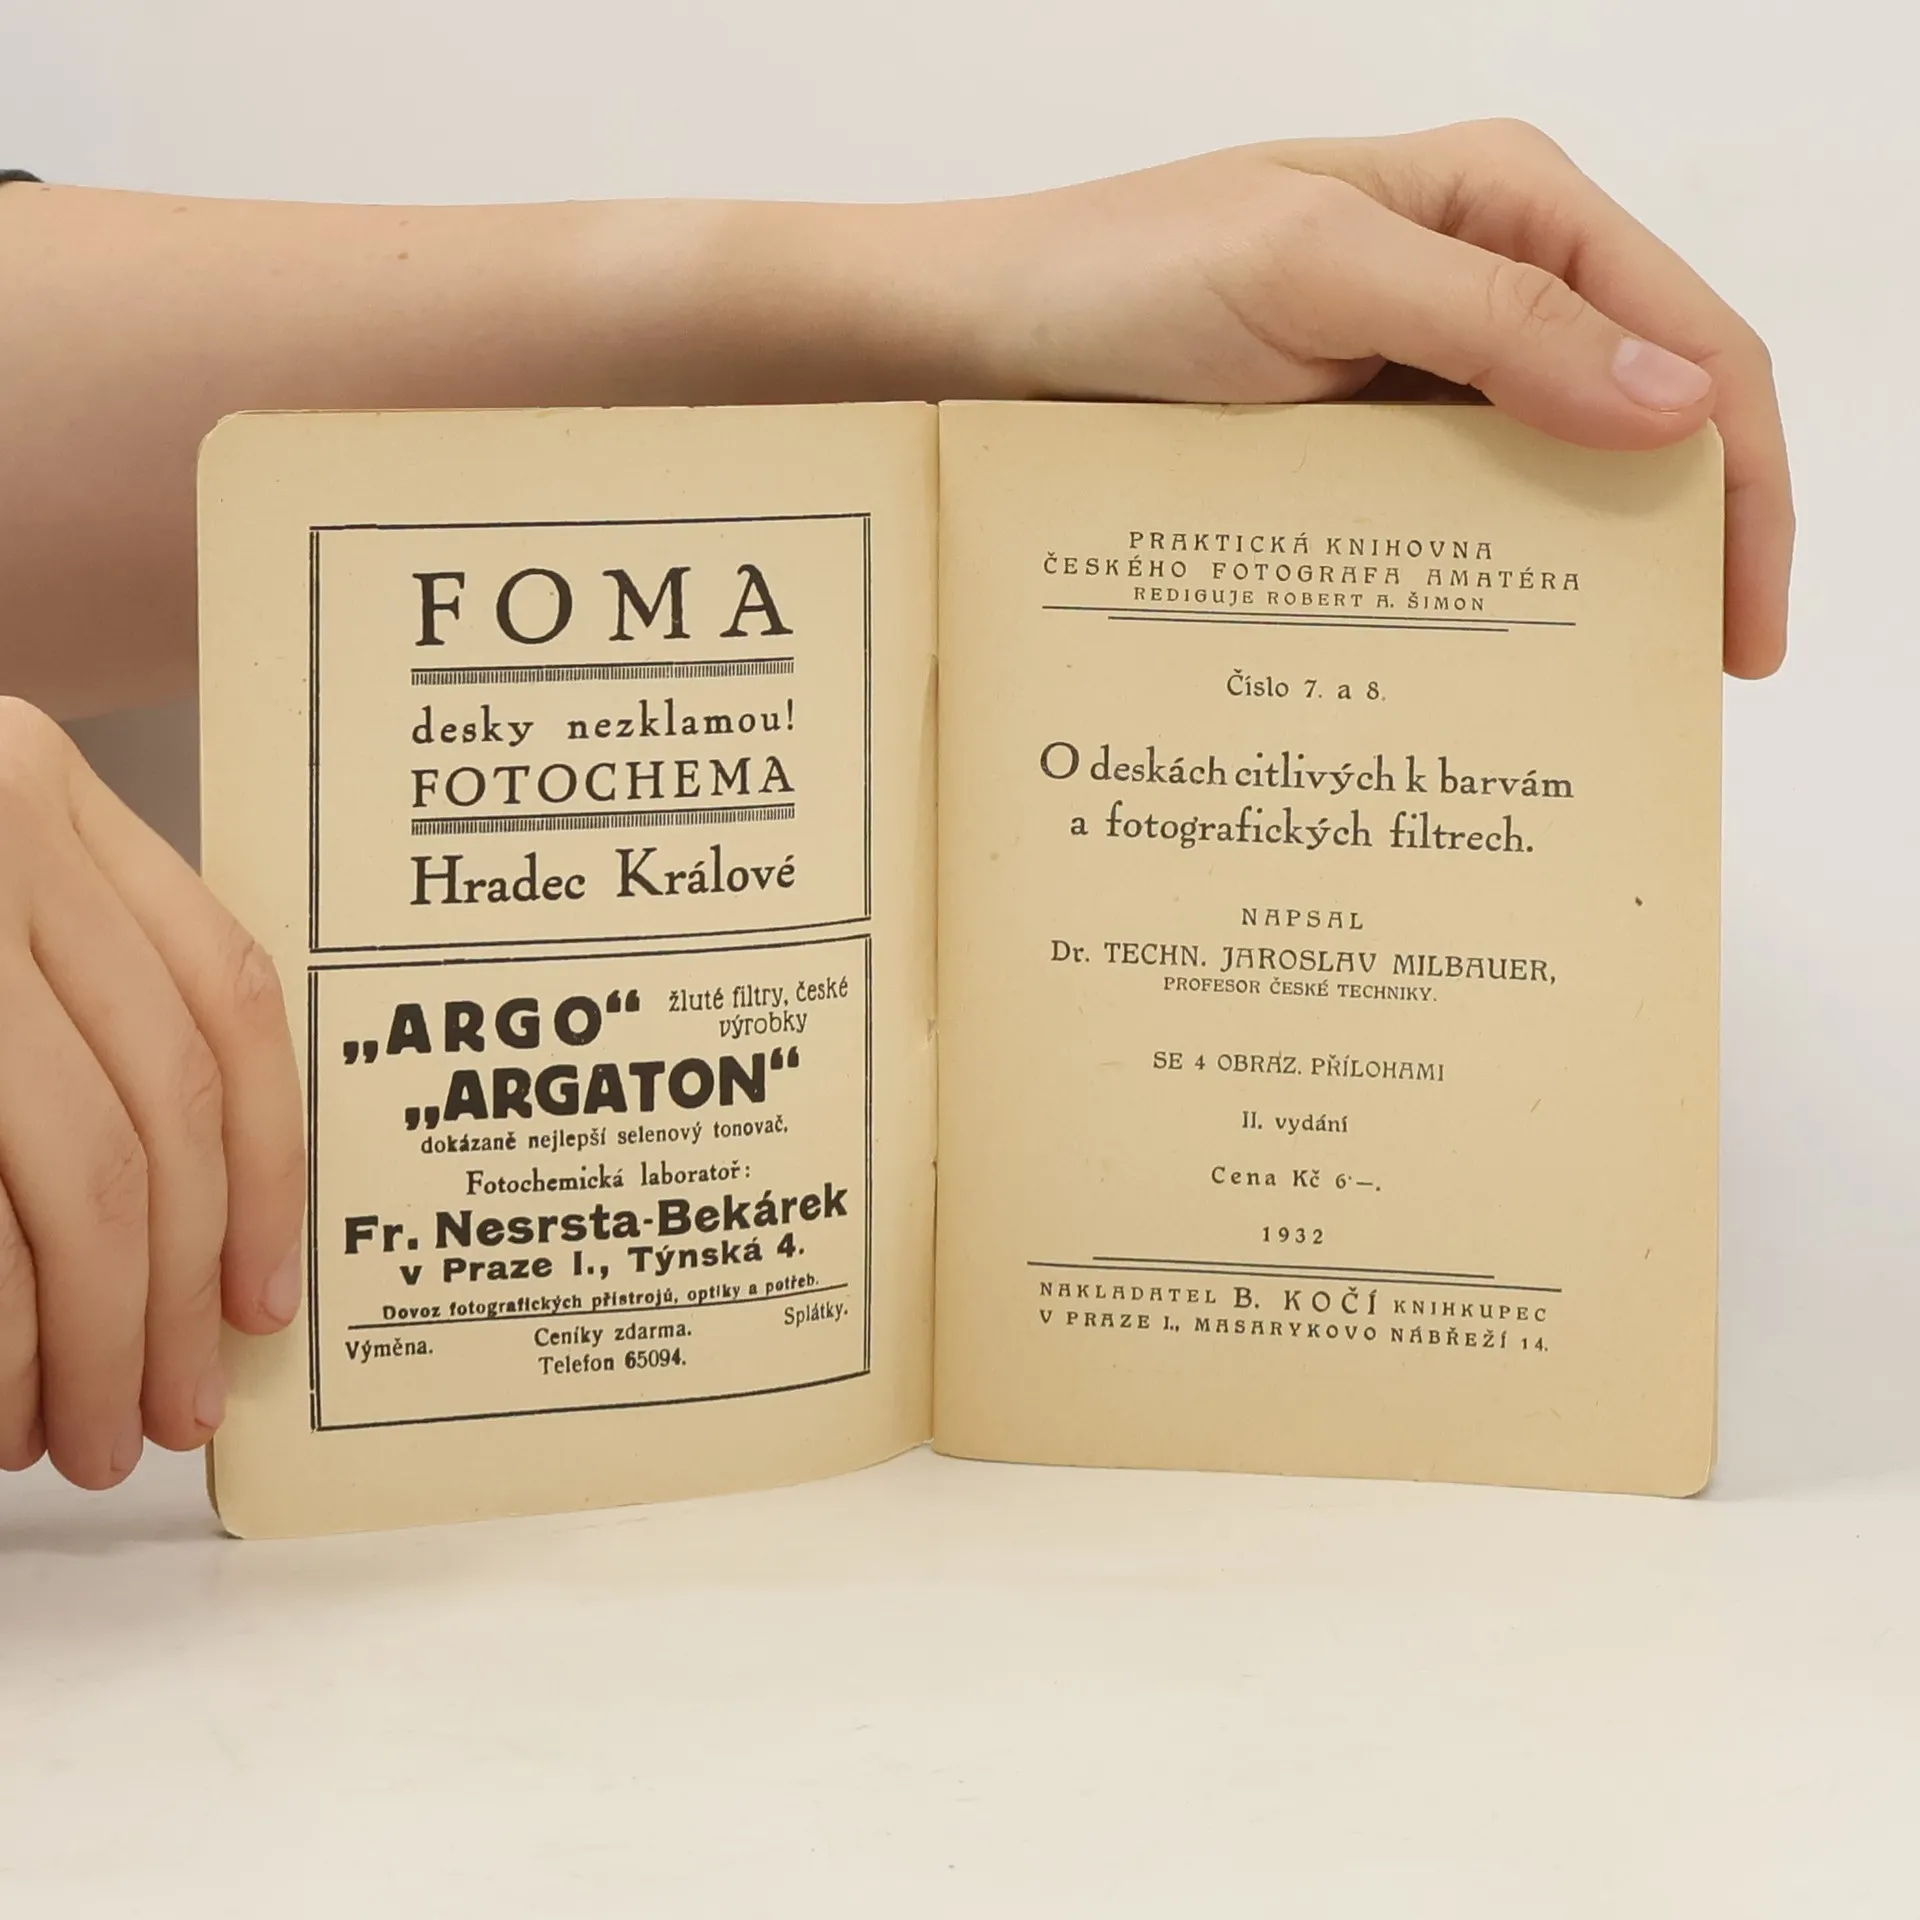 FOMA
desky nezklamou!
FOTOCHEMA
Hradec Králové
„ARGO“ žluté filtry, české
výrobky
„ARGATON“
dokázaně nejlepší selenový tonovač.
Fotochemická laboratoř:
Fr. Nesrsta-Bekárek
v Praze I., Týnská 4.
Dovoz fotografických přístrojů, optiky a potřeb.
Výměna. Ceníky zdarma. Splátky.
Telefon 65094.
PRAKTICKÁ KNIHOVNA
ČESKÉHO FOTOGRAFA AMATÉRA
REDIGUJE ROBERT A. ŠIMON
Číslo 7. a 8.
O deskách citlivých k barvám
a fotografických filtrech.
NAPSAL
Dr. TECHN. JAROSLAV MILBAUER,
PROFESOR ČESKÉ TECHNIKY.
SE 4 OBRAZ. PŘÍLOHAMI
II. vydání
Cena Kč 6·—.
1932
NAKLADATEL B. KOČÍ KNIHKUPEC
V PRAZE I., MASARYKOVO NÁBŘEŽÍ 14.